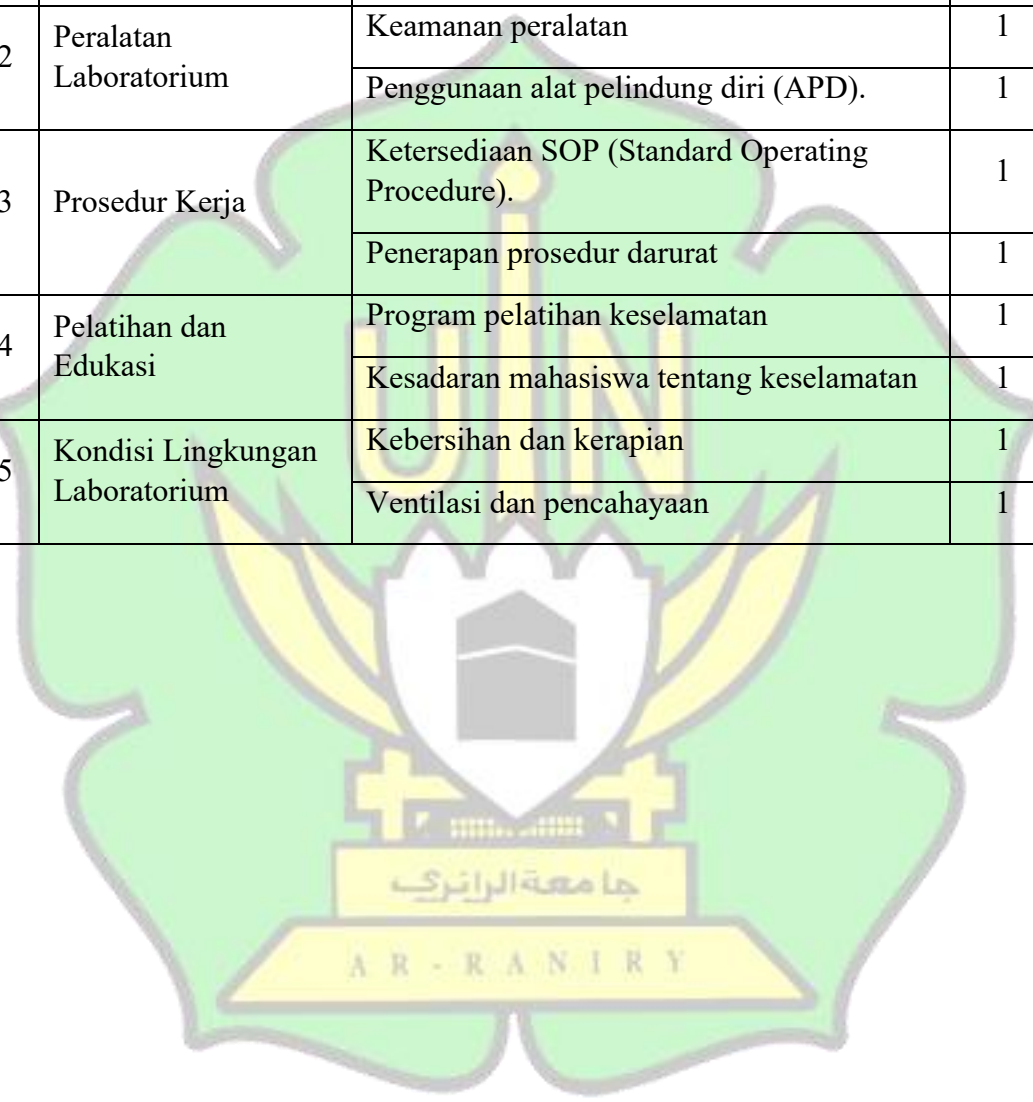 2
Peralatan
Laboratorium
Keamanan peralatan
1
Penggunaan alat pelindung diri (APD).
1
3
Prosedur Kerja
Ketersediaan SOP (Standard Operating
Procedure).
1
Penerapan prosedur darurat
1
4
Pelatihan dan
Edukasi
Program pelatihan keselamatan
1
Kesadaran mahasiswa tentang keselamatan
1
5
Kondisi Lingkungan
Laboratorium
Kebersihan dan kerapian
1
Ventilasi dan pencahayaan
1
UIN
جامعة الرانيري
AR-RANIRY